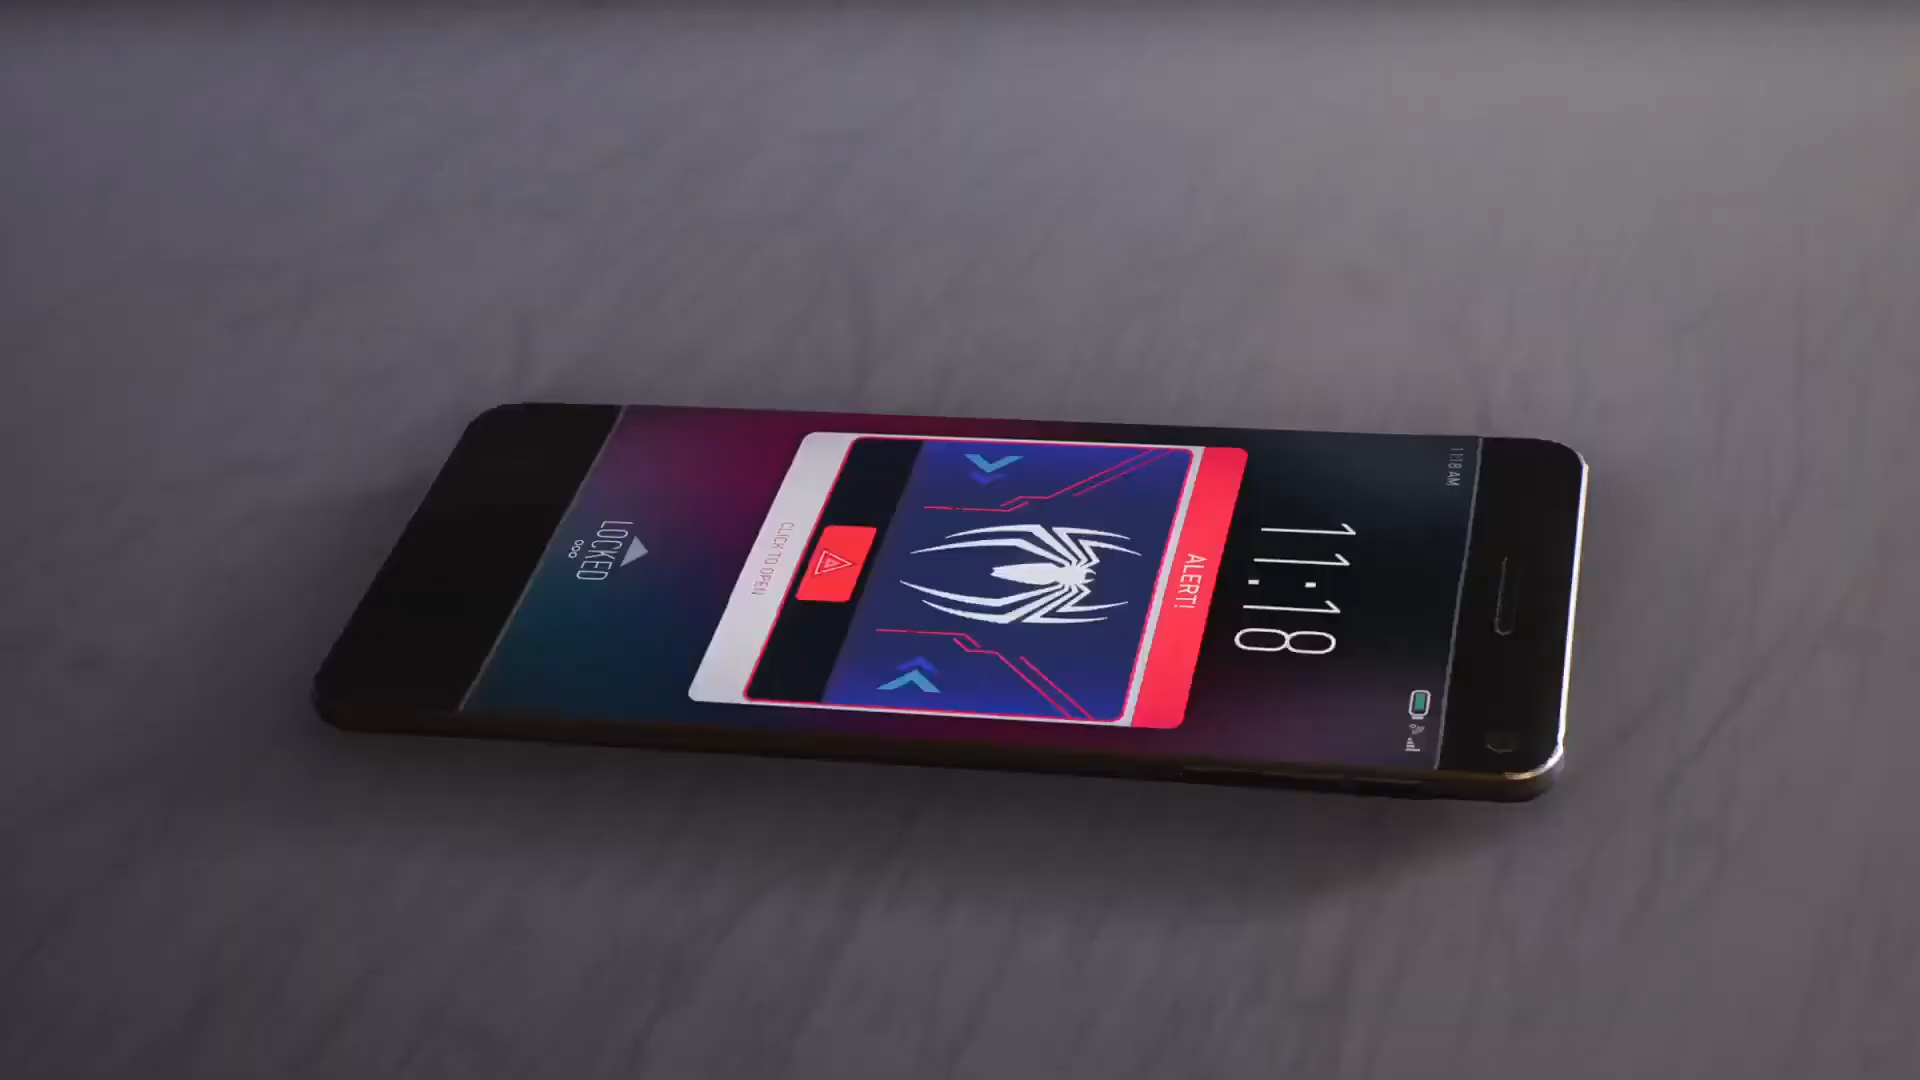 11:18 AM
11:18
ALERT!
CLICK TO OPEN
LOCKED